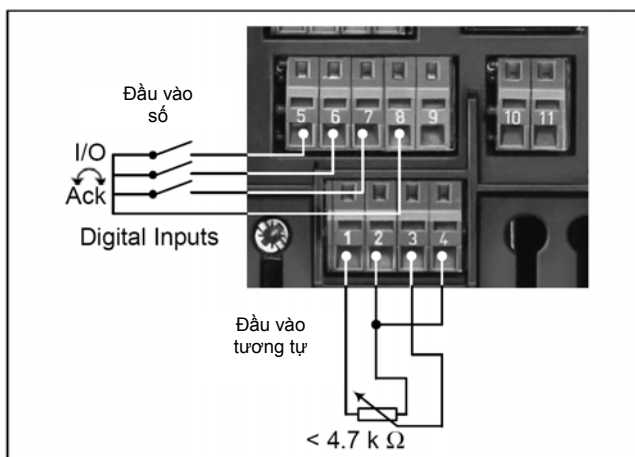 Đầu vào
số
5 6 7 8 9
10 11
I/O
Ack
Digital Inputs
1 2 3 4
Đầu vào
tương tự
< 4.7 k Ω